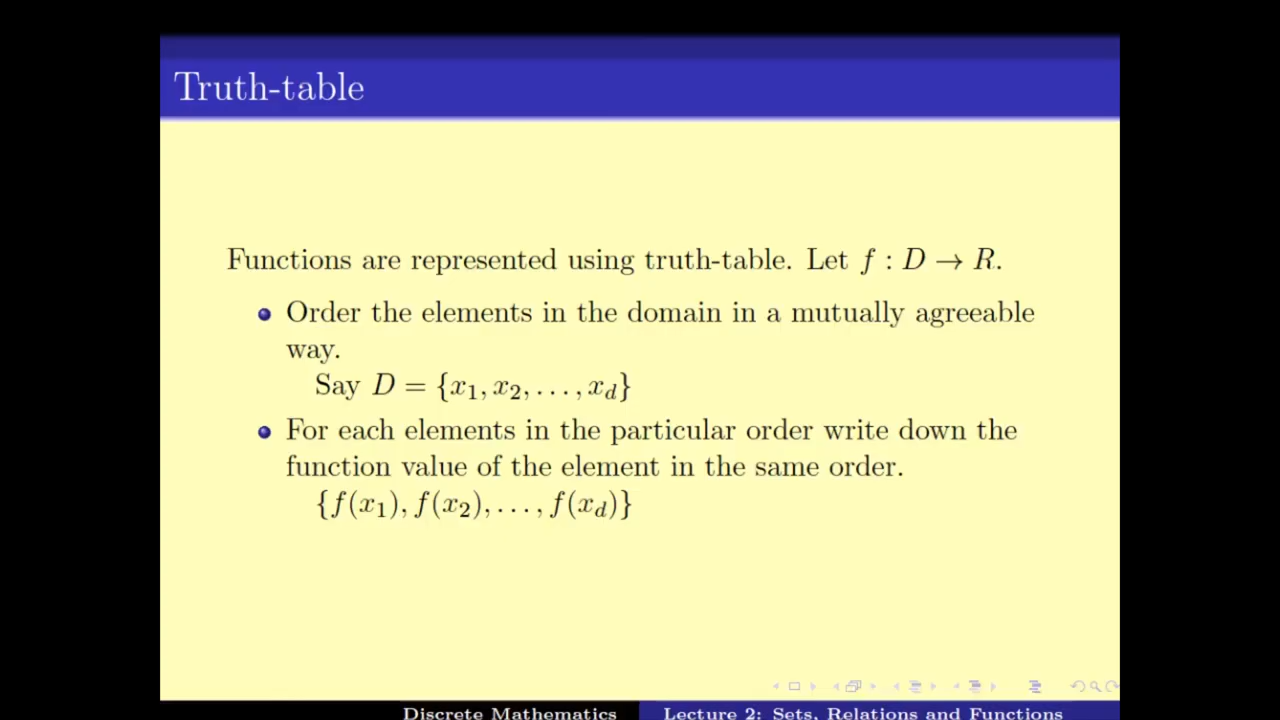 Truth-table
Functions are represented using truth-table. Let f : D → R.
Order the elements in the domain in a mutually agreeable
way.
Say D = {x₁, x₂, . . . , x_d}
For each elements in the particular order write down the
function value of the element in the same order.
{f(x₁), f(x₂), . . . , f(x_d)}
Discrete Mathematics
Lecture 2: Sets, Relations and Functions